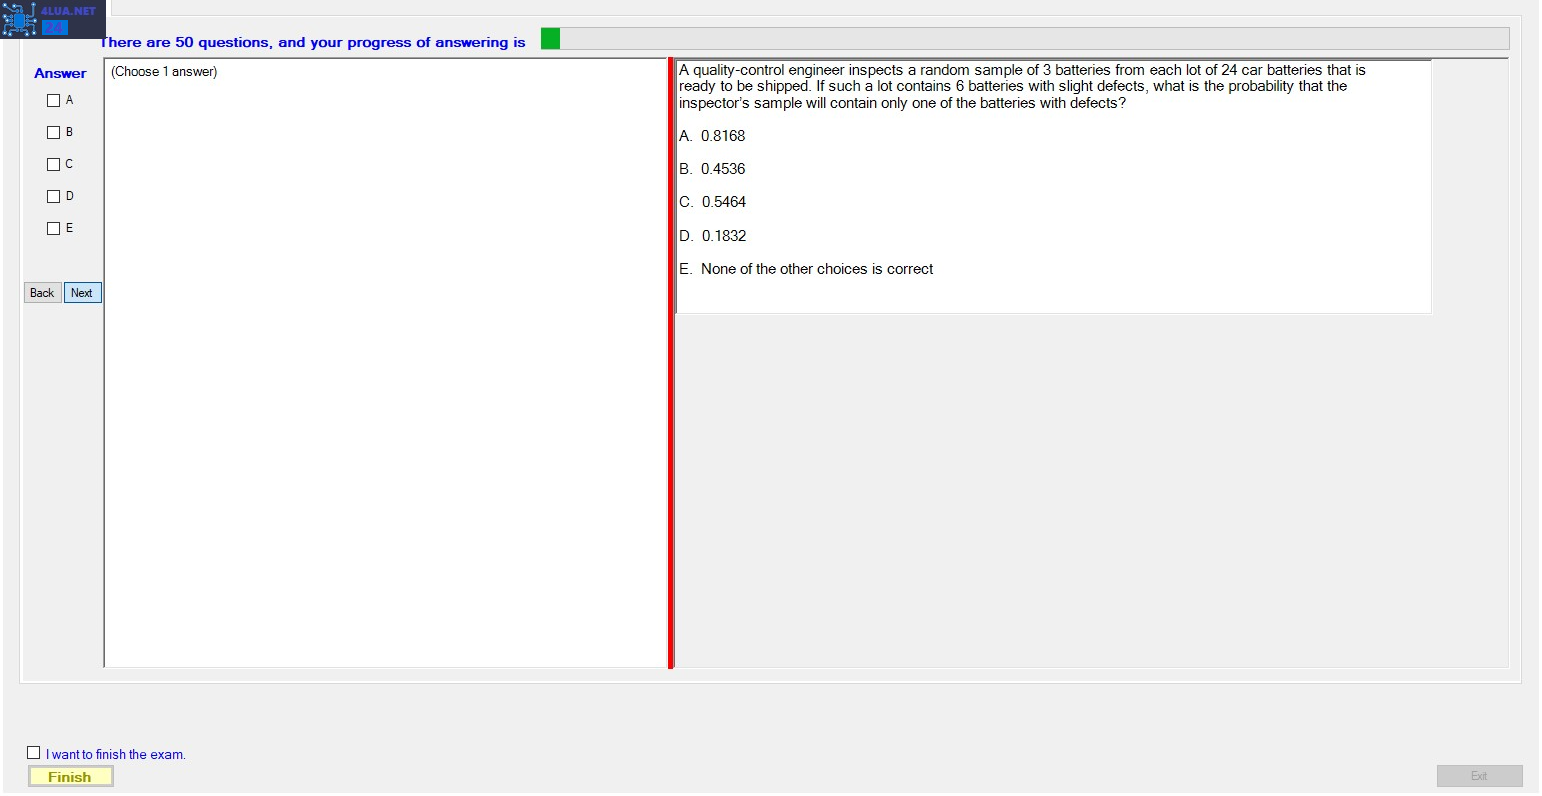 4LUA.NET
24
There are 50 questions, and your progress of answering is
Answer
A
B
C
D
E
Back Next
(Choose 1 answer)
A quality-control engineer inspects a random sample of 3 batteries from each lot of 24 car batteries that is
ready to be shipped. If such a lot contains 6 batteries with slight defects, what is the probability that the
inspector's sample will contain only one of the batteries with defects?
A. 0.8168
B. 0.4536
C. 0.5464
D. 0.1832
E. None of the other choices is correct
I want to finish the exam.
Finish
Exit